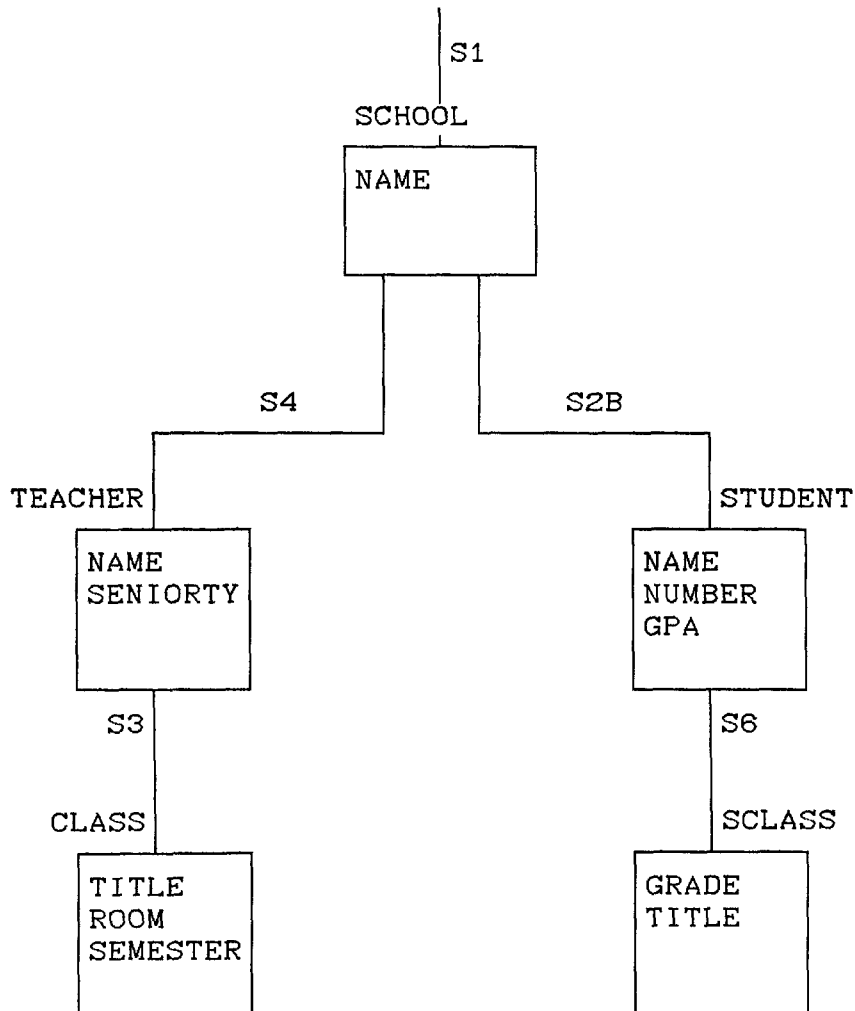 S1
SCHOOL
NAME
S4
S2B
TEACHER
STUDENT
NAME
SENIORTY
NAME
NUMBER
GPA
S3
S6
CLASS
SCLASS
TITLE
ROOM
SEMESTER
GRADE
TITLE